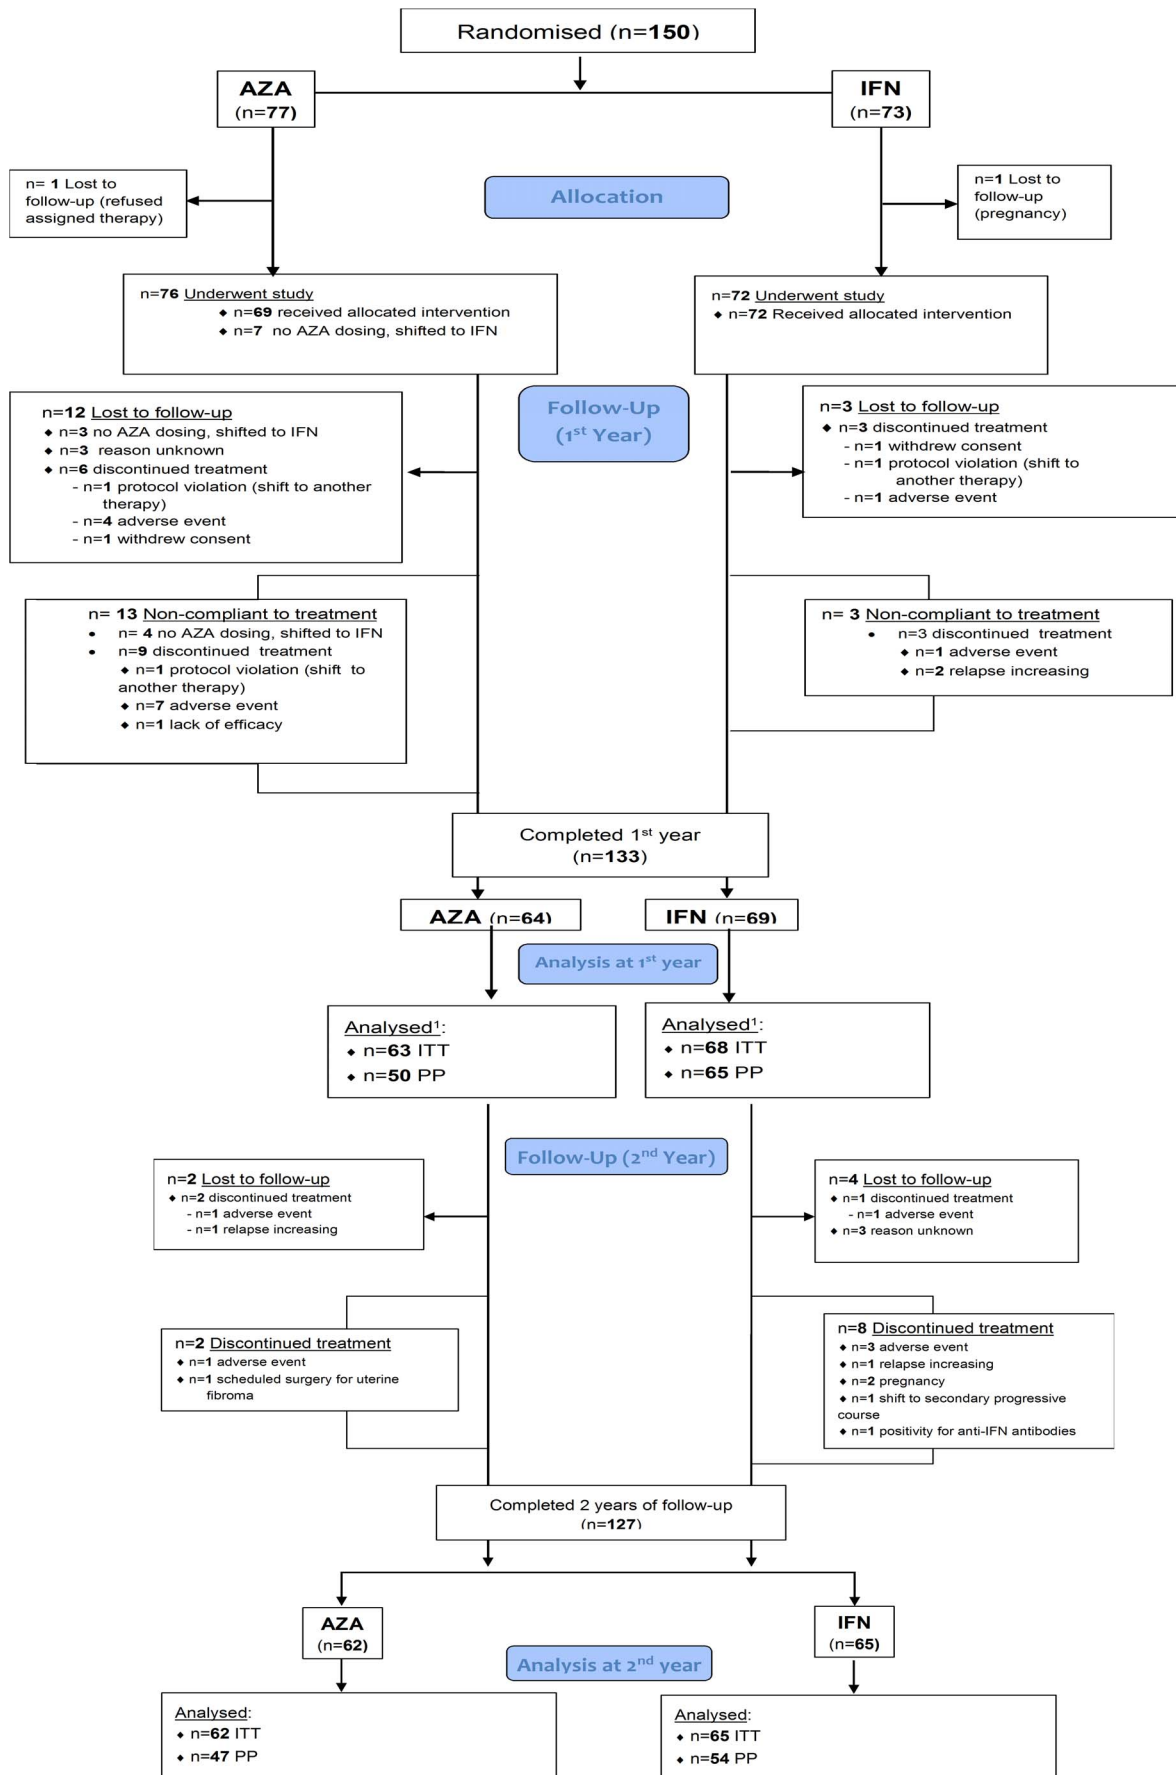 Randomised (n=150)
AZA
(n=77)
IFN
(n=73)
n= 1 Lost to
follow-up (refused
assigned therapy)
Allocation
n=1 Lost to
follow-up
(pregnancy)
n=76 Underwent study
◆ n=69 received allocated intervention
◆ n=7 no AZA dosing, shifted to IFN
n=72 Underwent study
◆ n=72 Received allocated intervention
n=12 Lost to follow-up
◆ n=3 no AZA dosing, shifted to IFN
◆ n=3 reason unknown
◆ n=6 discontinued treatment
- n=1 protocol violation (shift to another
therapy)
- n=4 adverse event
- n=1 withdrew consent
Follow-Up
(1st Year)
n=3 Lost to follow-up
◆ n=3 discontinued treatment
- n=1 withdrew consent
- n=1 protocol violation (shift to
another therapy)
- n=1 adverse event
n= 13 Non-compliant to treatment
• n= 4 no AZA dosing, shifted to IFN
• n=9 discontinued treatment
◆ n=1 protocol violation (shift to
another therapy)
◆ n=7 adverse event
◆ n=1 lack of efficacy
n= 3 Non-compliant to treatment
• n=3 discontinued treatment
◆ n=1 adverse event
◆ n=2 relapse increasing
Completed 1st year
(n=133)
AZA (n=64)
IFN (n=69)
Analysis at 1st year
Analysed1:
◆ n=63 ITT
◆ n=50 PP
Analysed1:
◆ n=68 ITT
◆ n=65 PP
Follow-Up (2nd Year)
n=2 Lost to follow-up
◆ n=2 discontinued treatment
- n=1 adverse event
- n=1 relapse increasing
n=4 Lost to follow-up
◆ n=1 discontinued treatment
- n=1 adverse event
◆ n=3 reason unknown
n=2 Discontinued treatment
◆ n=1 adverse event
◆ n=1 scheduled surgery for uterine
fibroma
n=8 Discontinued treatment
◆ n=3 adverse event
◆ n=1 relapse increasing
◆ n=2 pregnancy
◆ n=1 shift to secondary progressive
course
◆ n=1 positivity for anti-IFN antibodies
Completed 2 years of follow-up
(n=127)
AZA
(n=62)
IFN
(n=65)
Analysis at 2nd year
Analysed:
◆ n=62 ITT
◆ n=47 PP
Analysed:
◆ n=65 ITT
◆ n=54 PP